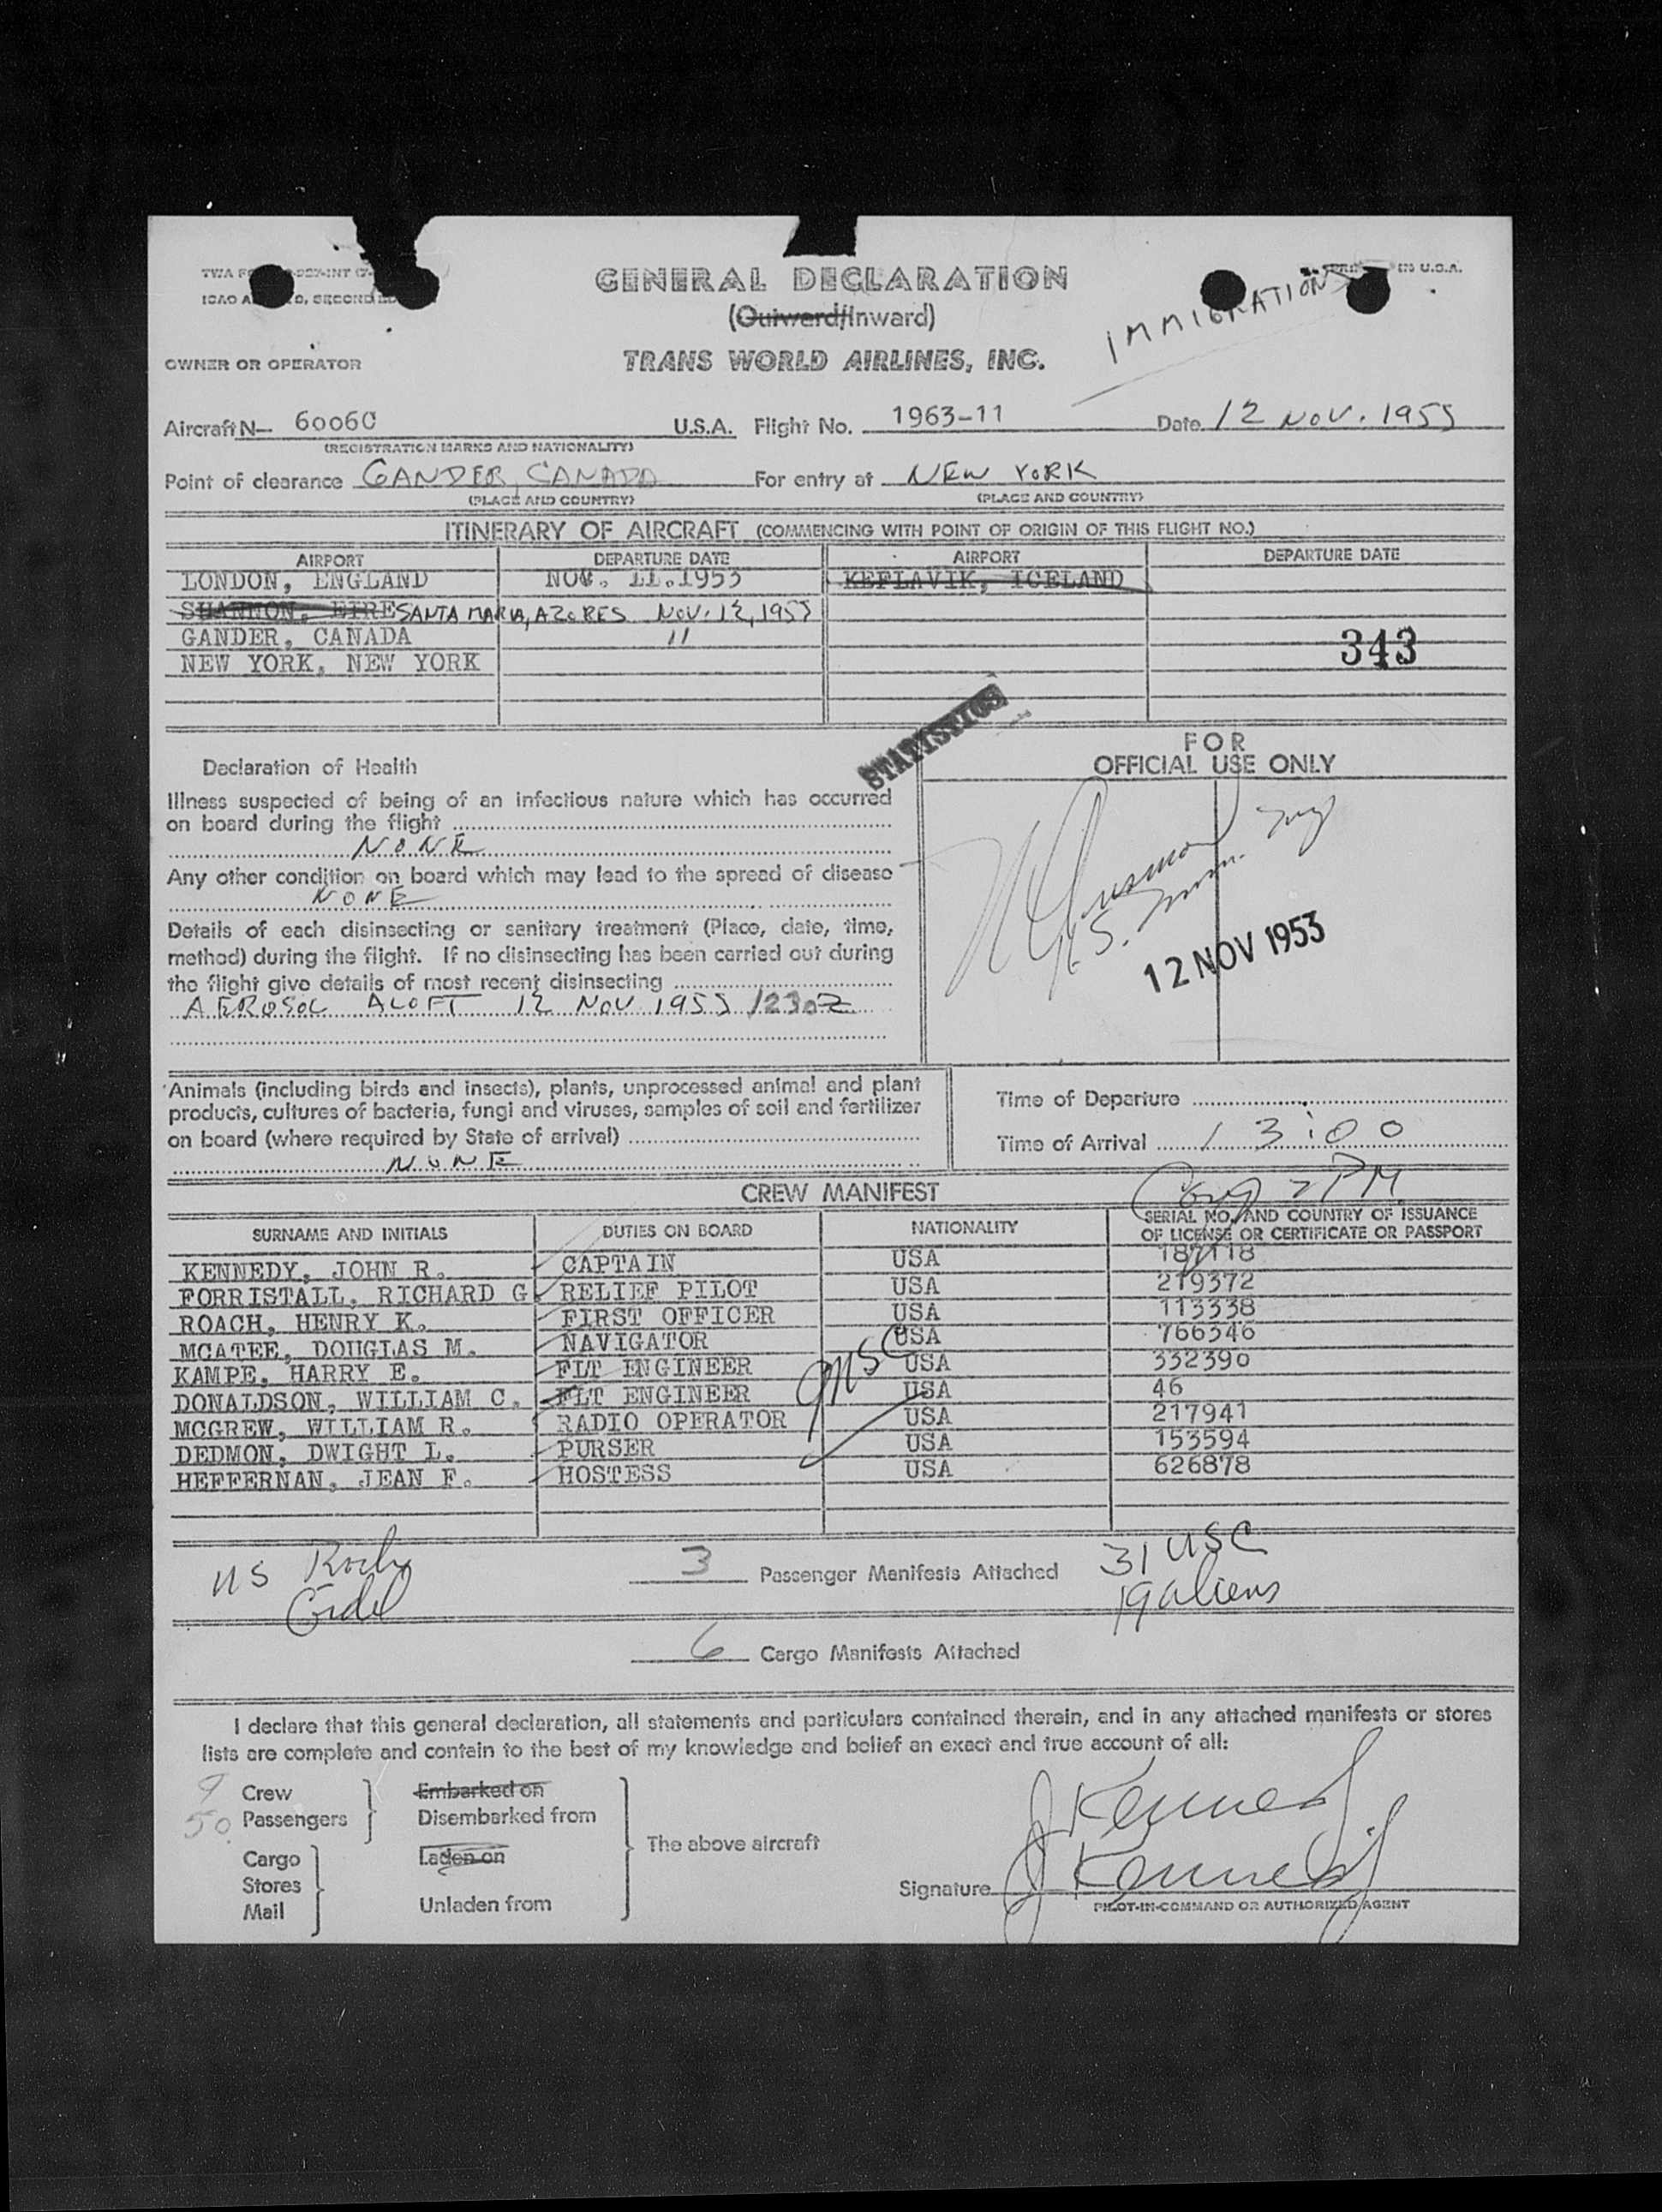 GENERAL DECLARATION
(Outward/Inward)
IMMIGRATION
OWNER OR OPERATOR
TRANS WORLD AIRLINES, INC.
Aircraft N— 6006C U.S.A. Flight No. 1963-11 Date 12 NOV. 1953
(REGISTRATION MARKS AND NATIONALITY)
Point of clearance GANDER, CANADA For entry at NEW YORK
(PLACE AND COUNTRY) (PLACE AND COUNTRY)
ITINERARY OF AIRCRAFT (COMMENCING WITH POINT OF ORIGIN OF THIS FLIGHT NO.)
AIRPORT DEPARTURE DATE AIRPORT DEPARTURE DATE
LONDON, ENGLAND NOV. 11.1953 KEFLAVIK, ICELAND
SHANNON, EIRE SANTA MARIA, AZORES NOV. 12, 1953
GANDER, CANADA "
NEW YORK, NEW YORK
343
STATISTICS
FOR
OFFICIAL USE ONLY
Declaration of Health
Illness suspected of being of an infectious nature which has occurred
on board during the flight
NONE
Any other condition on board which may lead to the spread of disease
NONE
Details of each disinsecting or sanitary treatment (Place, date, time,
method) during the flight. If no disinsecting has been carried out during
the flight give details of most recent disinsecting
AEROSOL ALOFT 12 NOV 1953 1230Z
12 NOV 1953
Animals (including birds and insects), plants, unprocessed animal and plant
products, cultures of bacteria, fungi and viruses, samples of soil and fertilizer
on board (where required by State of arrival)
NONE
Time of Departure
Time of Arrival 13:00
CREW MANIFEST
SURNAME AND INITIALS DUTIES ON BOARD NATIONALITY SERIAL NO. AND COUNTRY OF ISSUANCE
OF LICENSE OR CERTIFICATE OR PASSPORT
KENNEDY, JOHN R. CAPTAIN USA 187118
FORRISTALL, RICHARD G. RELIEF PILOT USA 219372
ROACH, HENRY K. FIRST OFFICER USA 113338
MCATEE, DOUGLAS M. NAVIGATOR USA 766346
KAMPE, HARRY E. FLT ENGINEER USA 332390
DONALDSON, WILLIAM C. FLT ENGINEER USA 46
MCGREW, WILLIAM R. RADIO OPERATOR USA 217941
DEDMON, DWIGHT L. PURSER USA 153594
HEFFERNAN, JEAN F. HOSTESS USA 626878
9 USC
US
3 Passenger Manifests Attached
31 USC
19 aliens
6 Cargo Manifests Attached
I declare that this general declaration, all statements and particulars contained therein, and in any attached manifests or stores
lists are complete and contain to the best of my knowledge and belief an exact and true account of all:
9 Crew
50 Passengers
Embarked on
Disembarked from
Cargo
Stores
Mail
Laden on
Unladen from
The above aircraft
J Kennedy
Signature J Kennedy
PILOT-IN-COMMAND OR AUTHORIZED AGENT